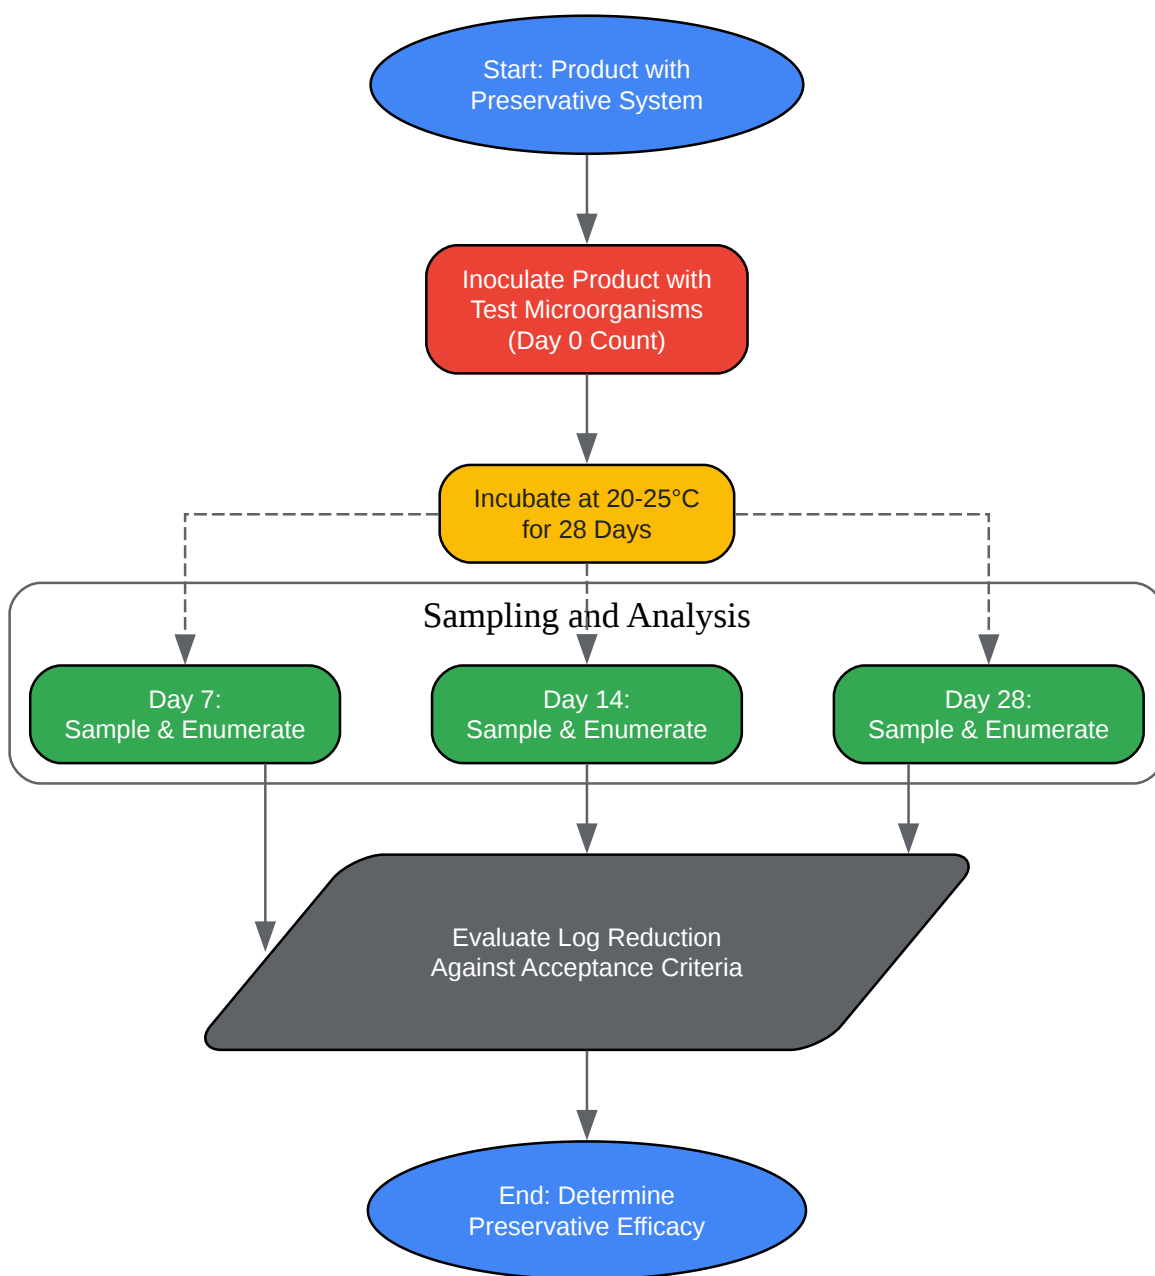 Start: Product with
Preservative System
Inoculate Product with
Test Microorganisms
(Day 0 Count)
Incubate at 20-25°C
for 28 Days
Sampling and Analysis
Day 7:
Sample & Enumerate
Day 14:
Sample & Enumerate
Day 28:
Sample & Enumerate
Evaluate Log Reduction
Against Acceptance Criteria
End: Determine
Preservative Efficacy